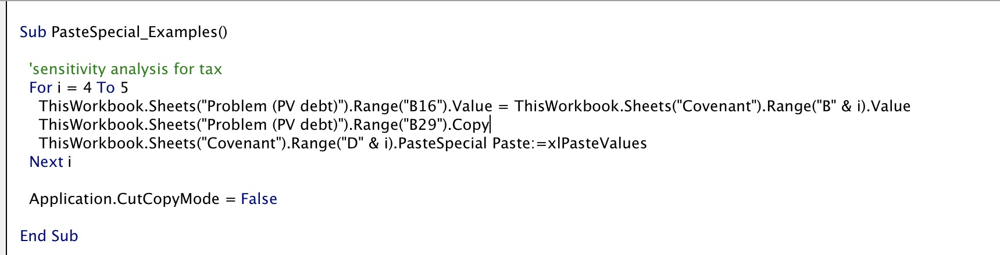 Sub PasteSpecial_Examples()
'sensitivity analysis for tax
For i = 4 To 5
ThisWorkbook.Sheets("Problem (PV debt)").Range("B16").Value = ThisWorkbook.Sheets("Covenant").Range("B" & i).Value
ThisWorkbook.Sheets("Problem (PV debt)").Range("B29").Copy
ThisWorkbook.Sheets("Covenant").Range("D" & i).PasteSpecial Paste:=xlPasteValues
Next i
Application.CutCopyMode = False
End Sub